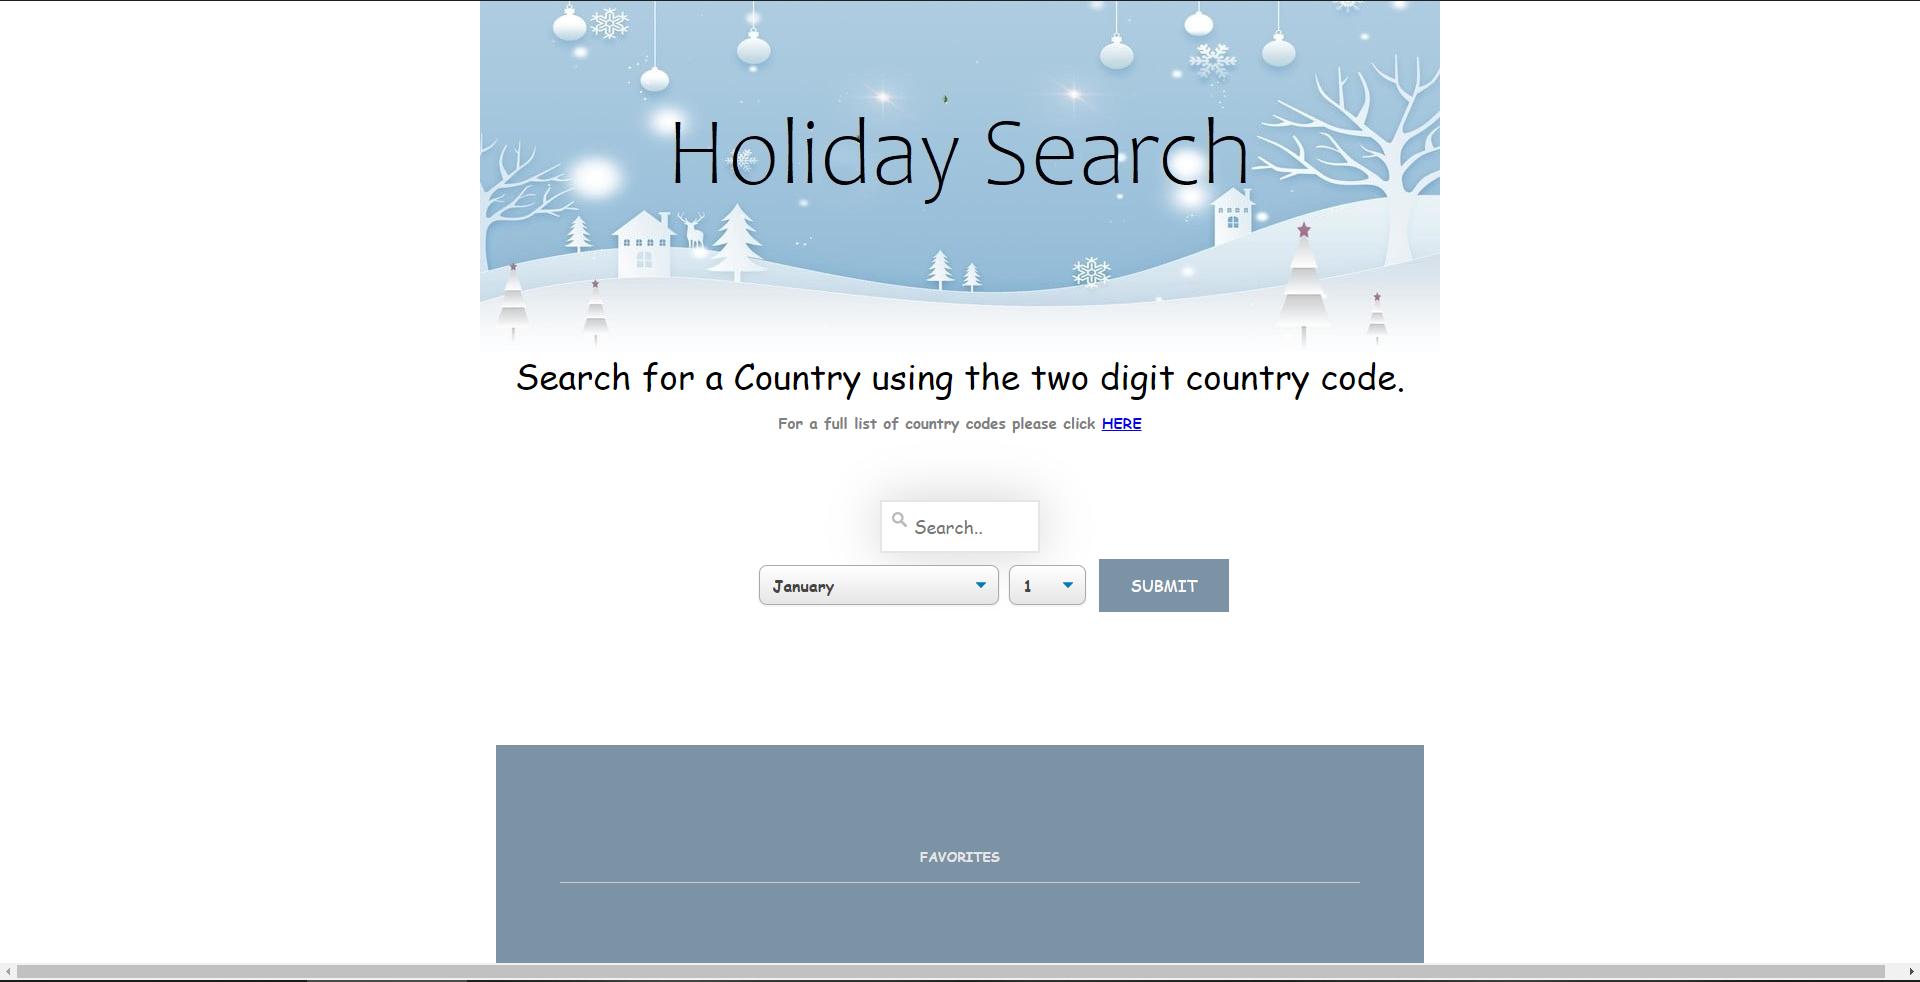 Holiday Search
Search for a Country using the two digit country code.
For a full list of country codes please click HERE
Search..
January 1 SUBMIT
FAVORITES